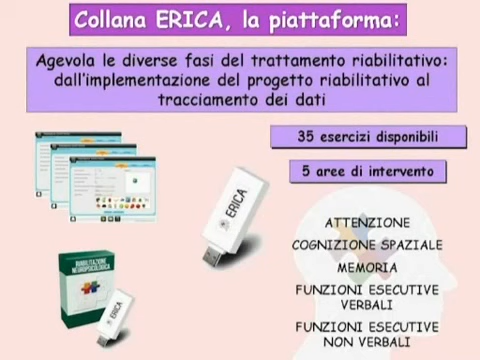 Collana ERICA, la piattaforma:
Agevola le diverse fasi del trattamento riabilitativo:
dall'implementazione del progetto riabilitativo al
tracciamento dei dati
35 esercizi disponibili
5 aree di intervento
ERICA
ATTENZIONE
COGNIZIONE SPAZIALE
MEMORIA
FUNZIONI ESECUTIVE
VERBALI
FUNZIONI ESECUTIVE
NON VERBALI
RIABILITAZIONE
NEUROPSICOLOGICA
ERICA